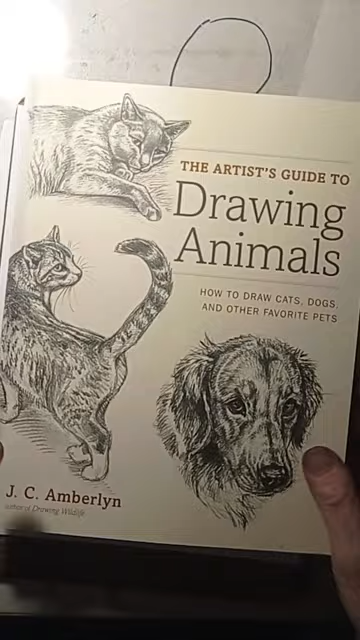 THE ARTIST'S GUIDE TO
Drawing
Animals
HOW TO DRAW CATS, DOGS,
AND OTHER FAVORITE PETS
J. C. Amberlyn
author of Drawing Wildlife